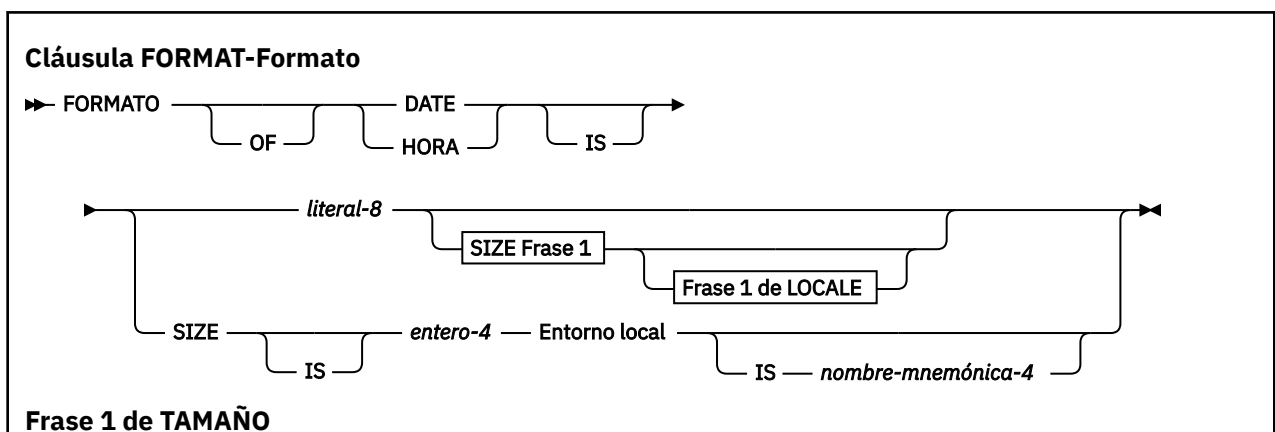 Cláusula FORMAT-Formato
FORMATO DATE
OF HORA IS
literal-8
SIZE Frase 1
Frase 1 de LOCALE
SIZE entero-4 Entorno local
IS IS nombre-mnemónica-4
Frase 1 de TAMAÑO